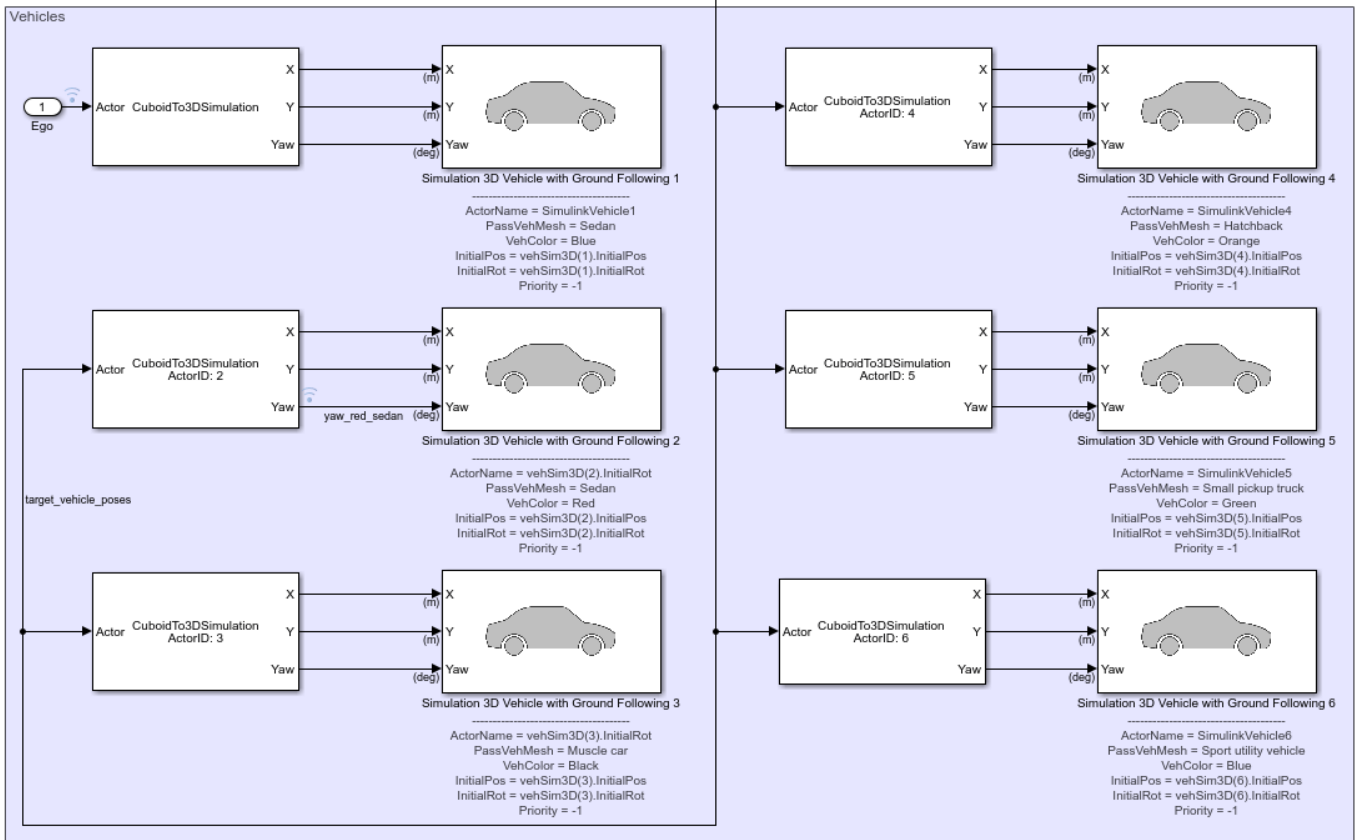 Vehicles
1
Ego
Actor
CuboidTo3DSimulation
X
Y
Yaw
(m)
(m)
(deg)
X
Y
Yaw
Simulation 3D Vehicle with Ground Following 1
----------------------------------------
ActorName = SimulinkVehicle1
PassVehMesh = Sedan
VehColor = Blue
InitialPos = vehSim3D(1).InitialPos
InitialRot = vehSim3D(1).InitialRot
Priority = -1
Actor
CuboidTo3DSimulation
ActorID: 2
X
Y
Yaw
yaw_red_sedan
(m)
(m)
(deg)
X
Y
Yaw
Simulation 3D Vehicle with Ground Following 2
----------------------------------------
ActorName = vehSim3D(2).InitialRot
PassVehMesh = Sedan
VehColor = Red
InitialPos = vehSim3D(2).InitialPos
InitialRot = vehSim3D(2).InitialRot
Priority = -1
target_vehicle_poses
Actor
CuboidTo3DSimulation
ActorID: 3
X
Y
Yaw
(m)
(m)
(deg)
X
Y
Yaw
Simulation 3D Vehicle with Ground Following 3
----------------------------------------
ActorName = vehSim3D(3).InitialRot
PassVehMesh = Muscle car
VehColor = Black
InitialPos = vehSim3D(3).InitialPos
InitialRot = vehSim3D(3).InitialRot
Priority = -1
Actor
CuboidTo3DSimulation
ActorID: 4
X
Y
Yaw
(m)
(m)
(deg)
X
Y
Yaw
Simulation 3D Vehicle with Ground Following 4
----------------------------------------
ActorName = SimulinkVehicle4
PassVehMesh = Hatchback
VehColor = Orange
InitialPos = vehSim3D(4).InitialPos
InitialRot = vehSim3D(4).InitialRot
Priority = -1
Actor
CuboidTo3DSimulation
ActorID: 5
X
Y
Yaw
(m)
(m)
(deg)
X
Y
Yaw
Simulation 3D Vehicle with Ground Following 5
----------------------------------------
ActorName = SimulinkVehicle5
PassVehMesh = Small pickup truck
VehColor = Green
InitialPos = vehSim3D(5).InitialPos
InitialRot = vehSim3D(5).InitialRot
Priority = -1
Actor
CuboidTo3DSimulation
ActorID: 6
X
Y
Yaw
(m)
(m)
(deg)
X
Y
Yaw
Simulation 3D Vehicle with Ground Following 6
----------------------------------------
ActorName = SimulinkVehicle6
PassVehMesh = Sport utility vehicle
VehColor = Blue
InitialPos = vehSim3D(6).InitialPos
InitialRot = vehSim3D(6).InitialRot
Priority = -1